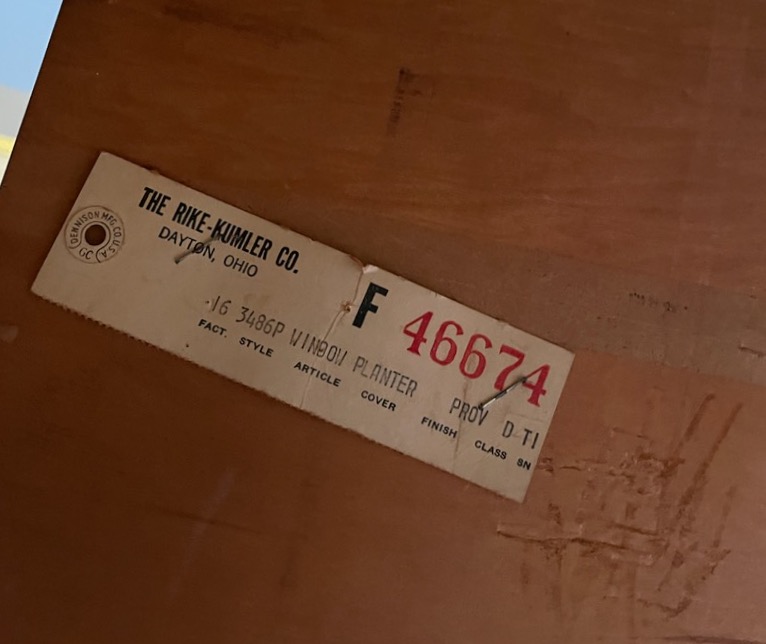 DENNISON MFG. CO. U.S.A.
GC
THE RIKE-KUMLER CO.
DAYTON, OHIO
F 46674
16 3486P WINDOW PLANTER PROV D TI
FACT. STYLE ARTICLE COVER FINISH CLASS SN